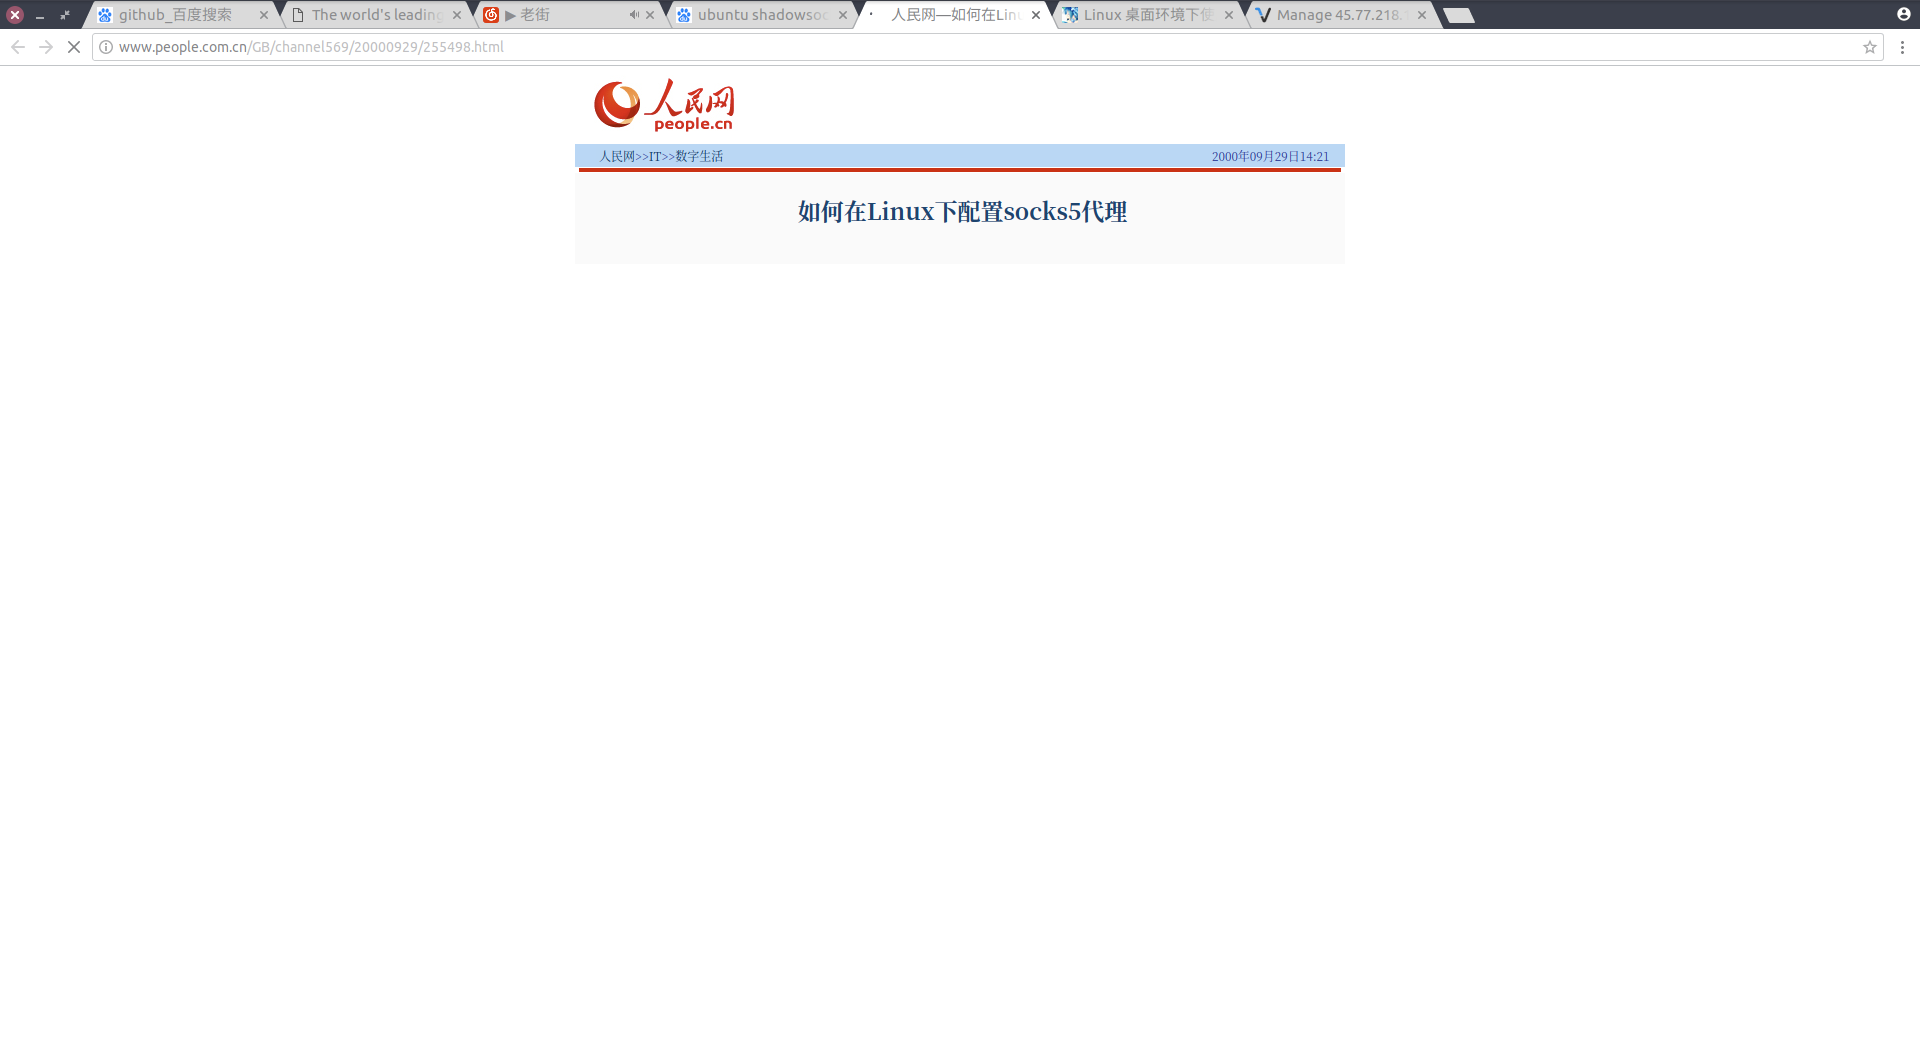 github_百度搜索
The world's leading
▶ 老街
ubuntu shadowsoc
人民网—如何在Linu
Linux 桌面环境下使
Manage 45.77.218.
www.people.com.cn/GB/channel569/20000929/255498.html
人民网
people.cn
人民网>>IT>>数字生活
2000年09月29日14:21
如何在Linux下配置socks5代理